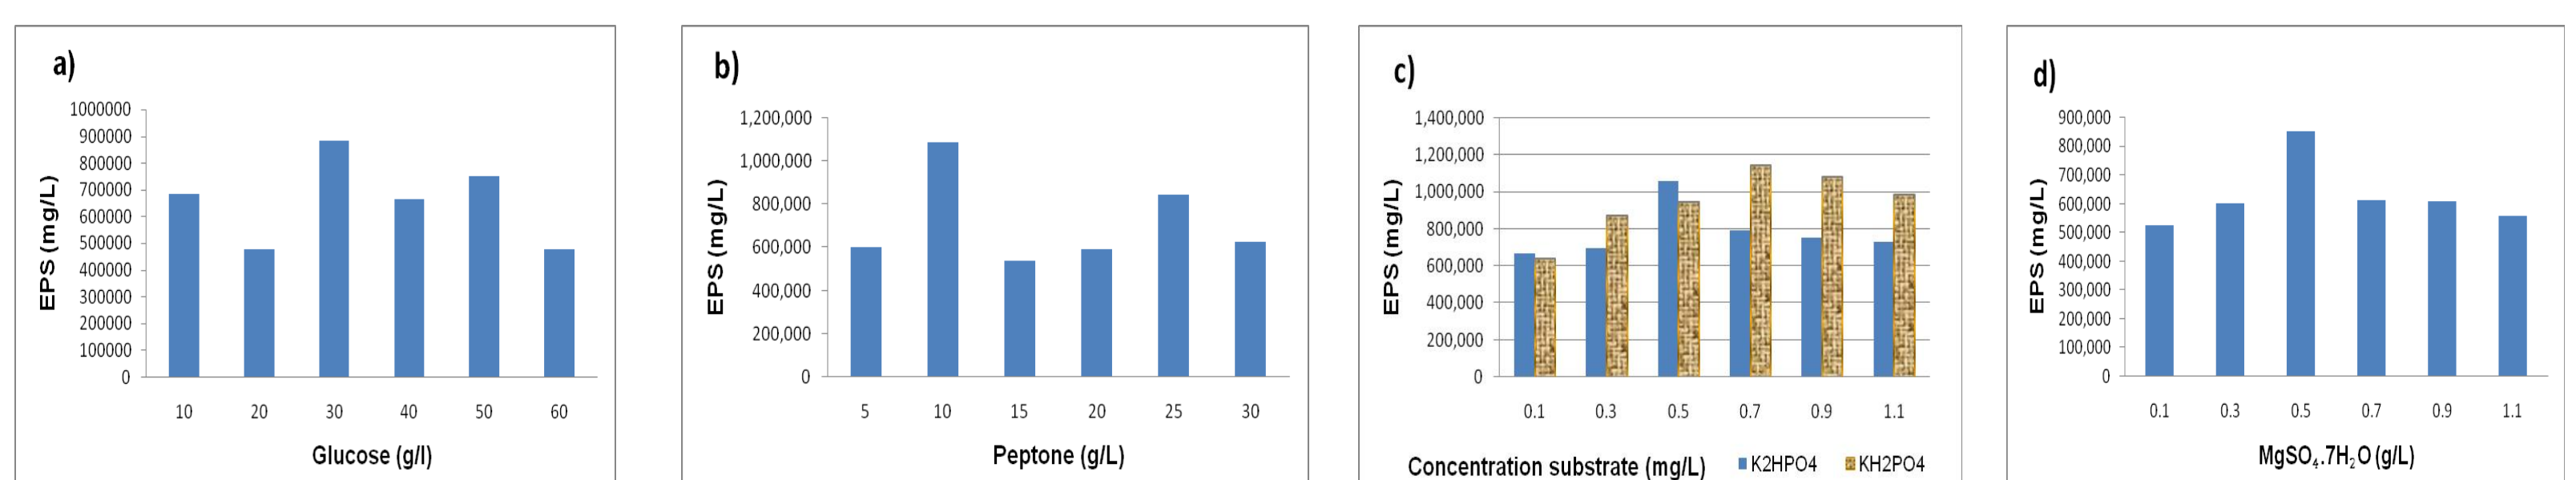 a)
1000000
900000
800000
700000
600000
500000
400000
300000
200000
100000
0
EPS (mg/L)
10 20 30 40 50 60
Glucose (g/l)
b)
1,200,000
1,000,000
800,000
600,000
400,000
200,000
0
EPS (mg/L)
5 10 15 20 25 30
Peptone (g/L)
c)
1,400,000
1,200,000
1,000,000
800,000
600,000
400,000
200,000
0
EPS (mg/L)
0.1 0.3 0.5 0.7 0.9 1.1
Concentration substrate (mg/L) K2HPO4 KH2PO4
d)
900,000
800,000
700,000
600,000
500,000
400,000
300,000
200,000
100,000
0
EPS (mg/L)
0.1 0.3 0.5 0.7 0.9 1.1
MgSO₄.7H₂O (g/L)